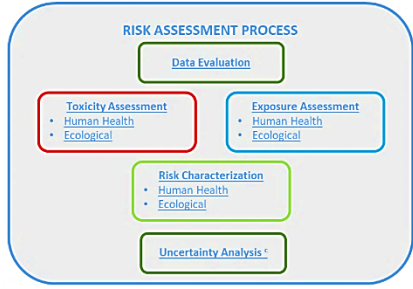 RISK ASSESSMENT PROCESS
Data Evaluation
Toxicity Assessment
• Human Health
• Ecological
Exposure Assessment
• Human Health
• Ecological
Risk Characterization
• Human Health
• Ecological
Uncertainty Analysis c